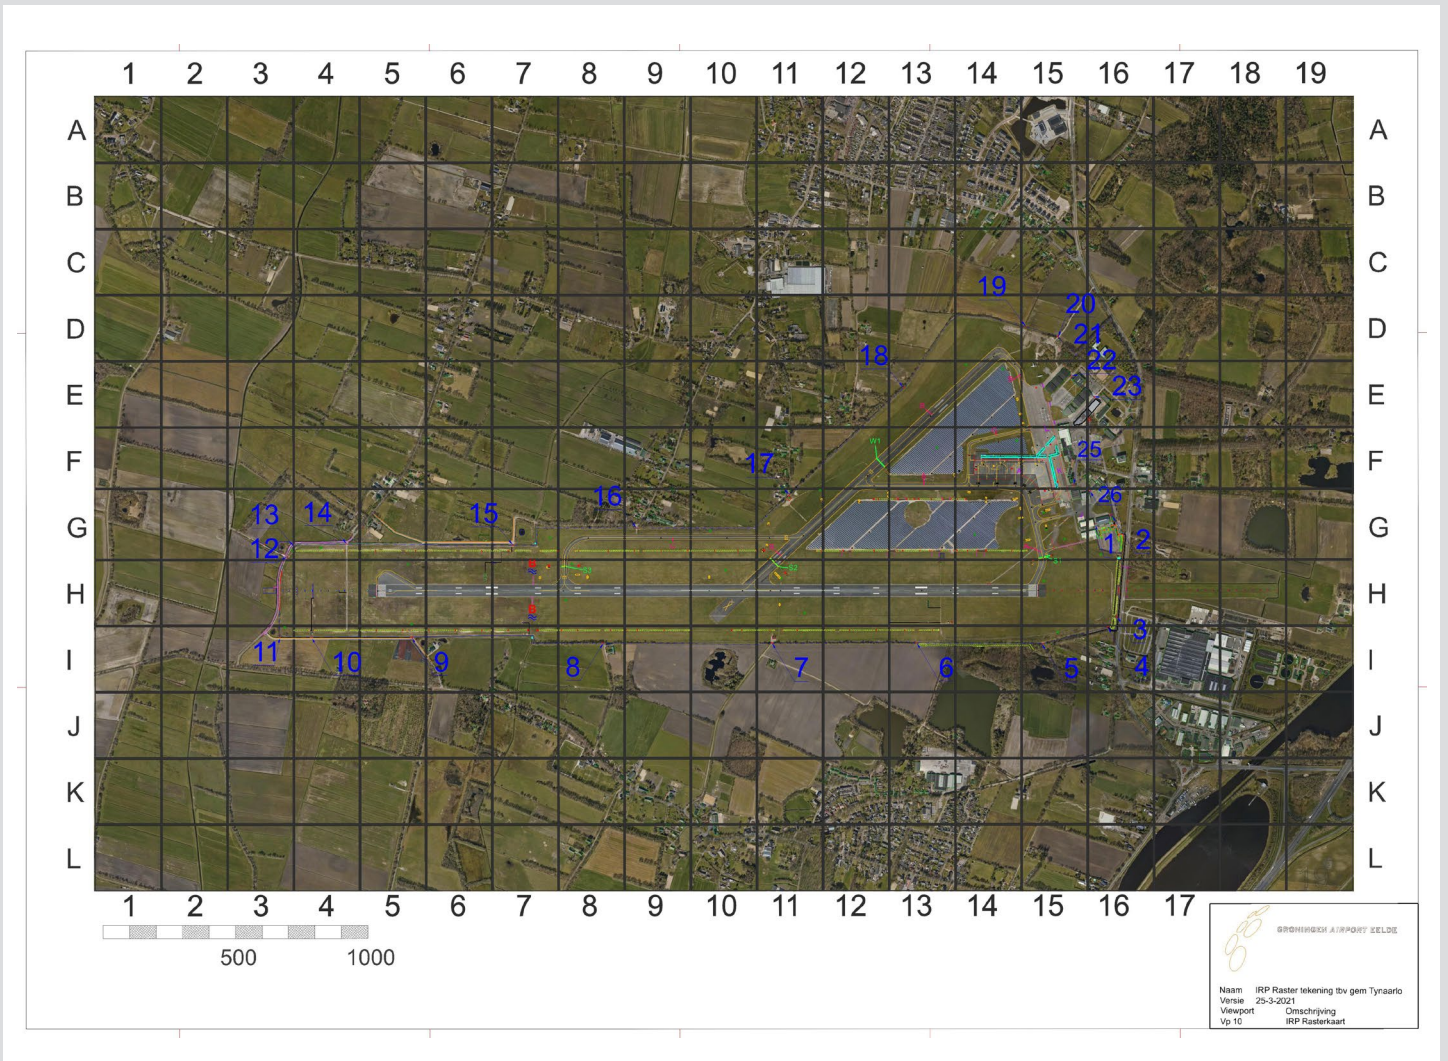 1 2 3 4 5 6 7 8 9 10 11 12 13 14 15 16 17 18 19
A A
B B
C C
19
20
D D
21
18
22
23
E E
W1
25
F F
17
16
26
13 14 15
G G
12
1 2
S3 S2
H H
3
11 10 9 8 7 6 5 4
I I
J J
K K
L L
1 2 3 4 5 6 7 8 9 10 11 12 13 14 15 16 17
500 1000
GRONINGEN AIRPORT EELDE
Naam IRP Raster tekening tbv gem Tynaarlo
Versie 25-3-2021
Viewport Omschrijving
Vp 10 IRP Rasterkaart